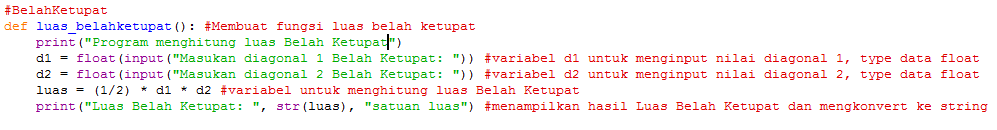 #BelahKetupat
def luas_belahketupat(): #Membuat fungsi luas belah ketupat
    print("Program menghitung luas Belah Ketupat")
    d1 = float(input("Masukan diagonal 1 Belah Ketupat: ")) #variabel d1 untuk menginput nilai diagonal 1, type data float
    d2 = float(input("Masukan diagonal 2 Belah Ketupat: ")) #variabel d2 untuk menginput nilai diagonal 2, type data float
    luas = (1/2) * d1 * d2 #variabel untuk menghitung luas Belah Ketupat
    print("Luas Belah Ketupat: ", str(luas), "satuan luas") #menampilkan hasil Luas Belah Ketupat dan mengkonvert ke string